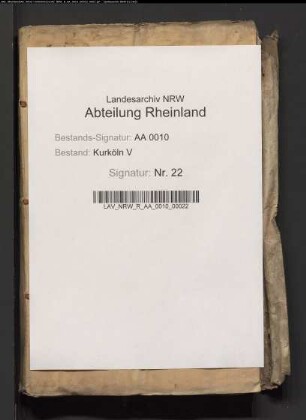 Landesarchiv NRW
Abteilung Rheinland
Bestands-Signatur: AA 0010
Bestand: Kurköln V
Signatur: Nr. 22
LAV_NRW_R_AA_0010_00022